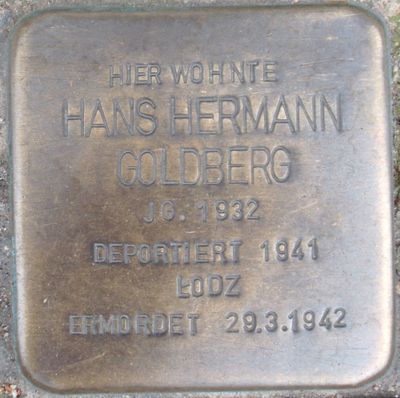 HIER WOHNTE
HANS HERMANN
GOLDBERG
JG. 1932
DEPORTIERT 1941
ŁODZ
ERMORDET 29.3.1942